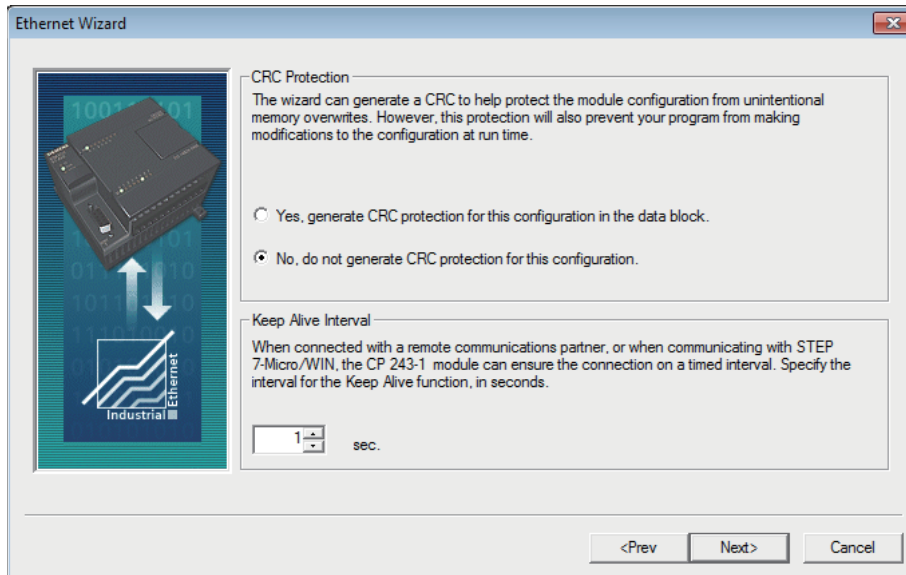 Ethernet Wizard
CRC Protection
The wizard can generate a CRC to help protect the module configuration from unintentional
memory overwrites. However, this protection will also prevent your program from making
modifications to the configuration at run time.
Yes, generate CRC protection for this configuration in the data block.
No, do not generate CRC protection for this configuration.
Keep Alive Interval
When connected with a remote communications partner, or when communicating with STEP
7-Micro/WIN, the CP 243-1 module can ensure the connection on a timed interval. Specify the
interval for the Keep Alive function, in seconds.
1
sec.
Industrial
Ethernet
<Prev
Next>
Cancel